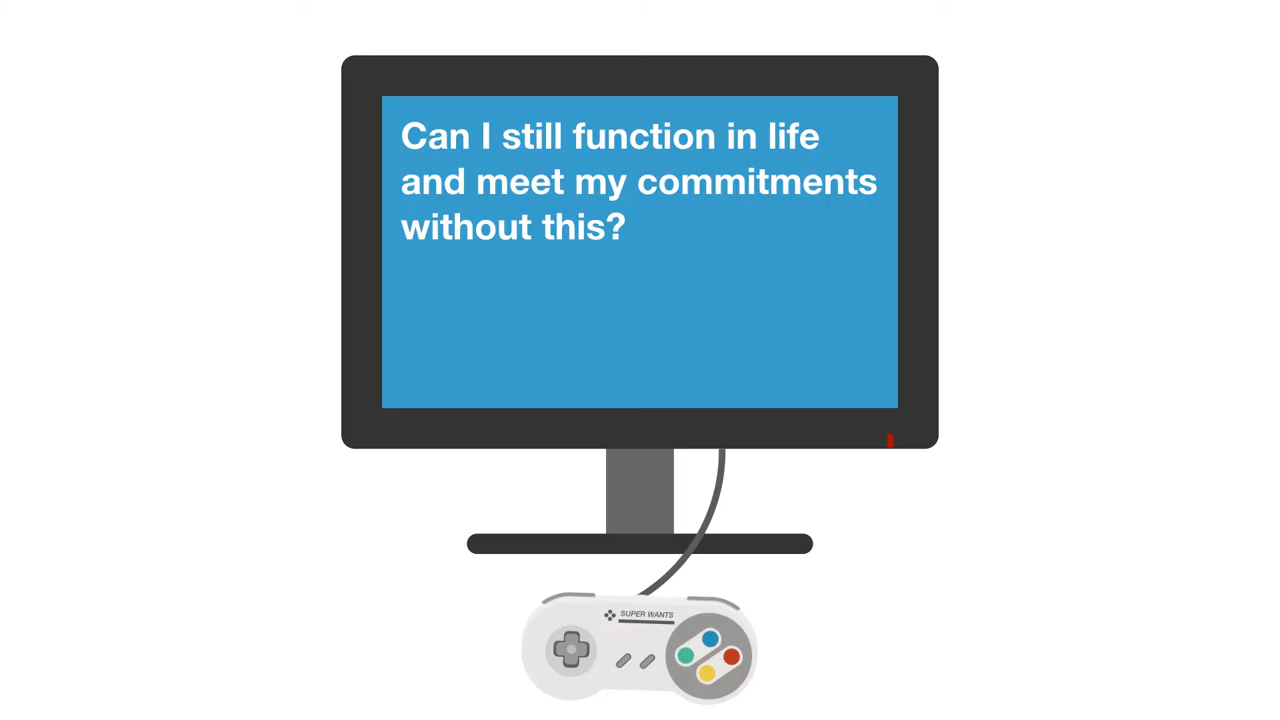 Can I still function in life
and meet my commitments
without this?
SUPER WANTS